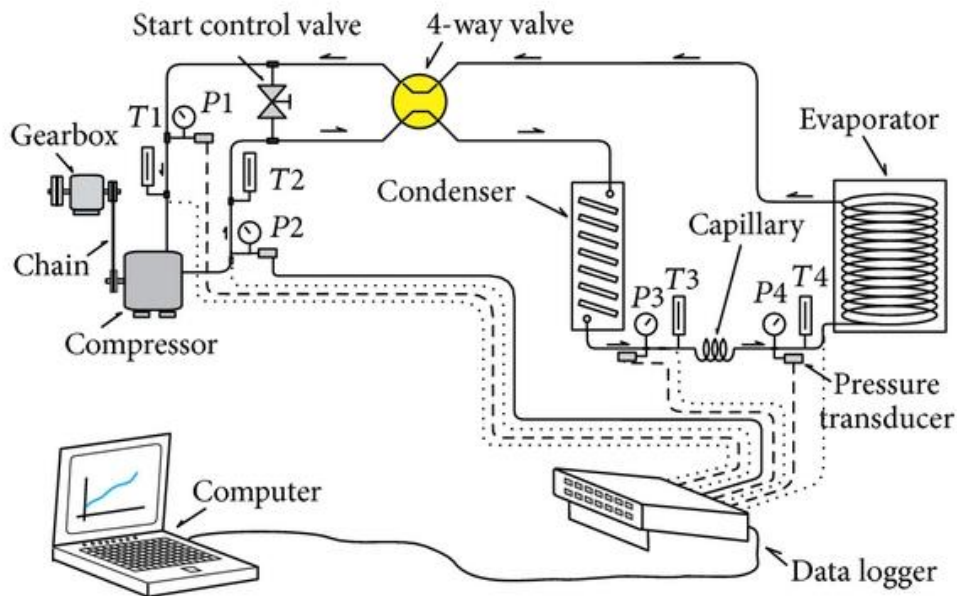 Start control valve
4-way valve
T1
P1
Gearbox
Evaporator
T2
Condenser
P2
Capillary
Chain
P3
T3
P4
T4
Compressor
Pressure
transducer
Computer
Data logger